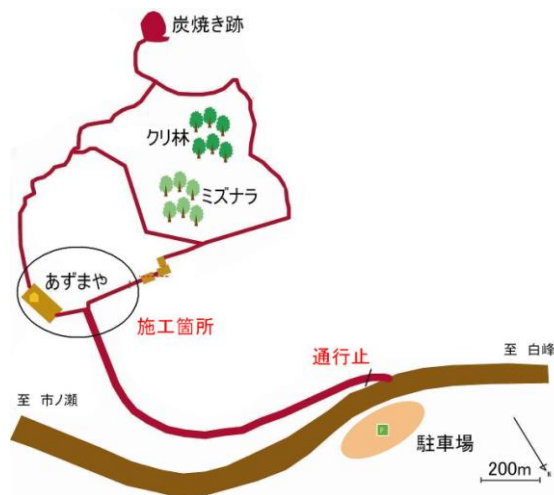 炭焼き跡
クリ林
ミズナラ
あずまや
施工箇所
通行止
至 白峰
至 市ノ瀬
P
駐車場
200m